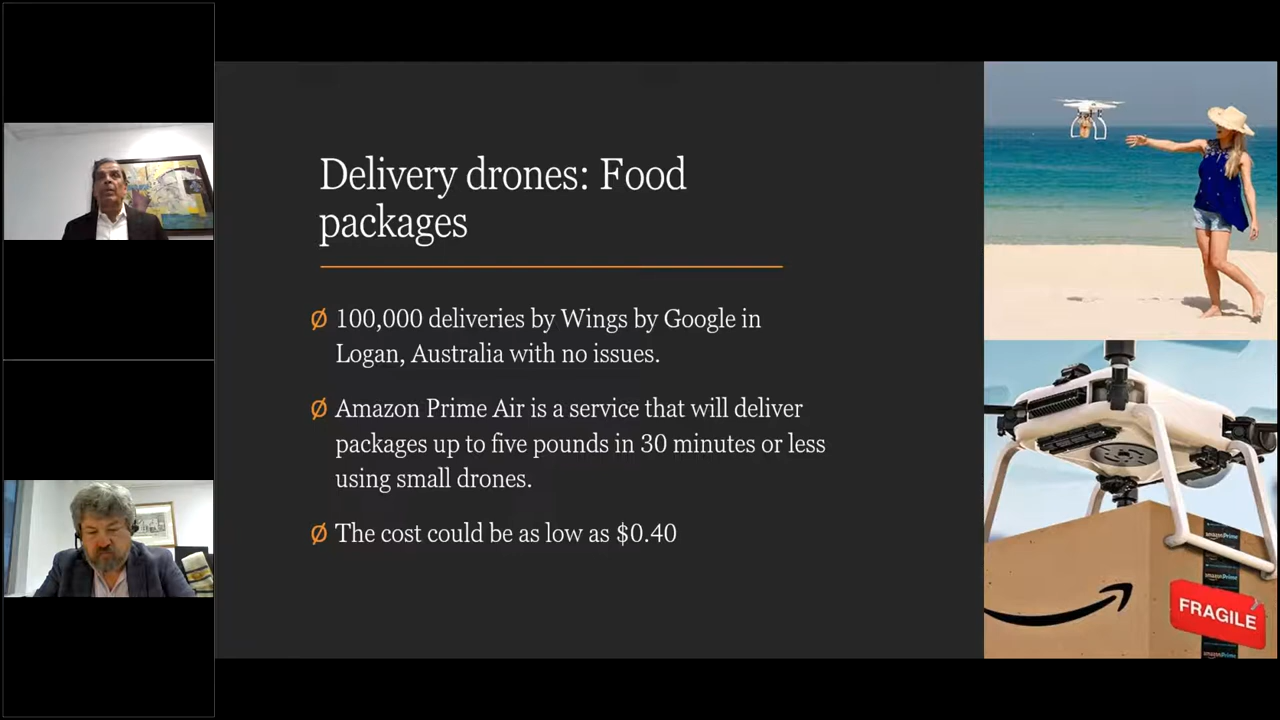 Delivery drones: Food
packages
Ø 100,000 deliveries by Wings by Google in
Logan, Australia with no issues.
Ø Amazon Prime Air is a service that will deliver
packages up to five pounds in 30 minutes or less
using small drones.
Ø The cost could be as low as $0.40
amazonPrime
amazonPrime
FRAGILE
amazonPrime